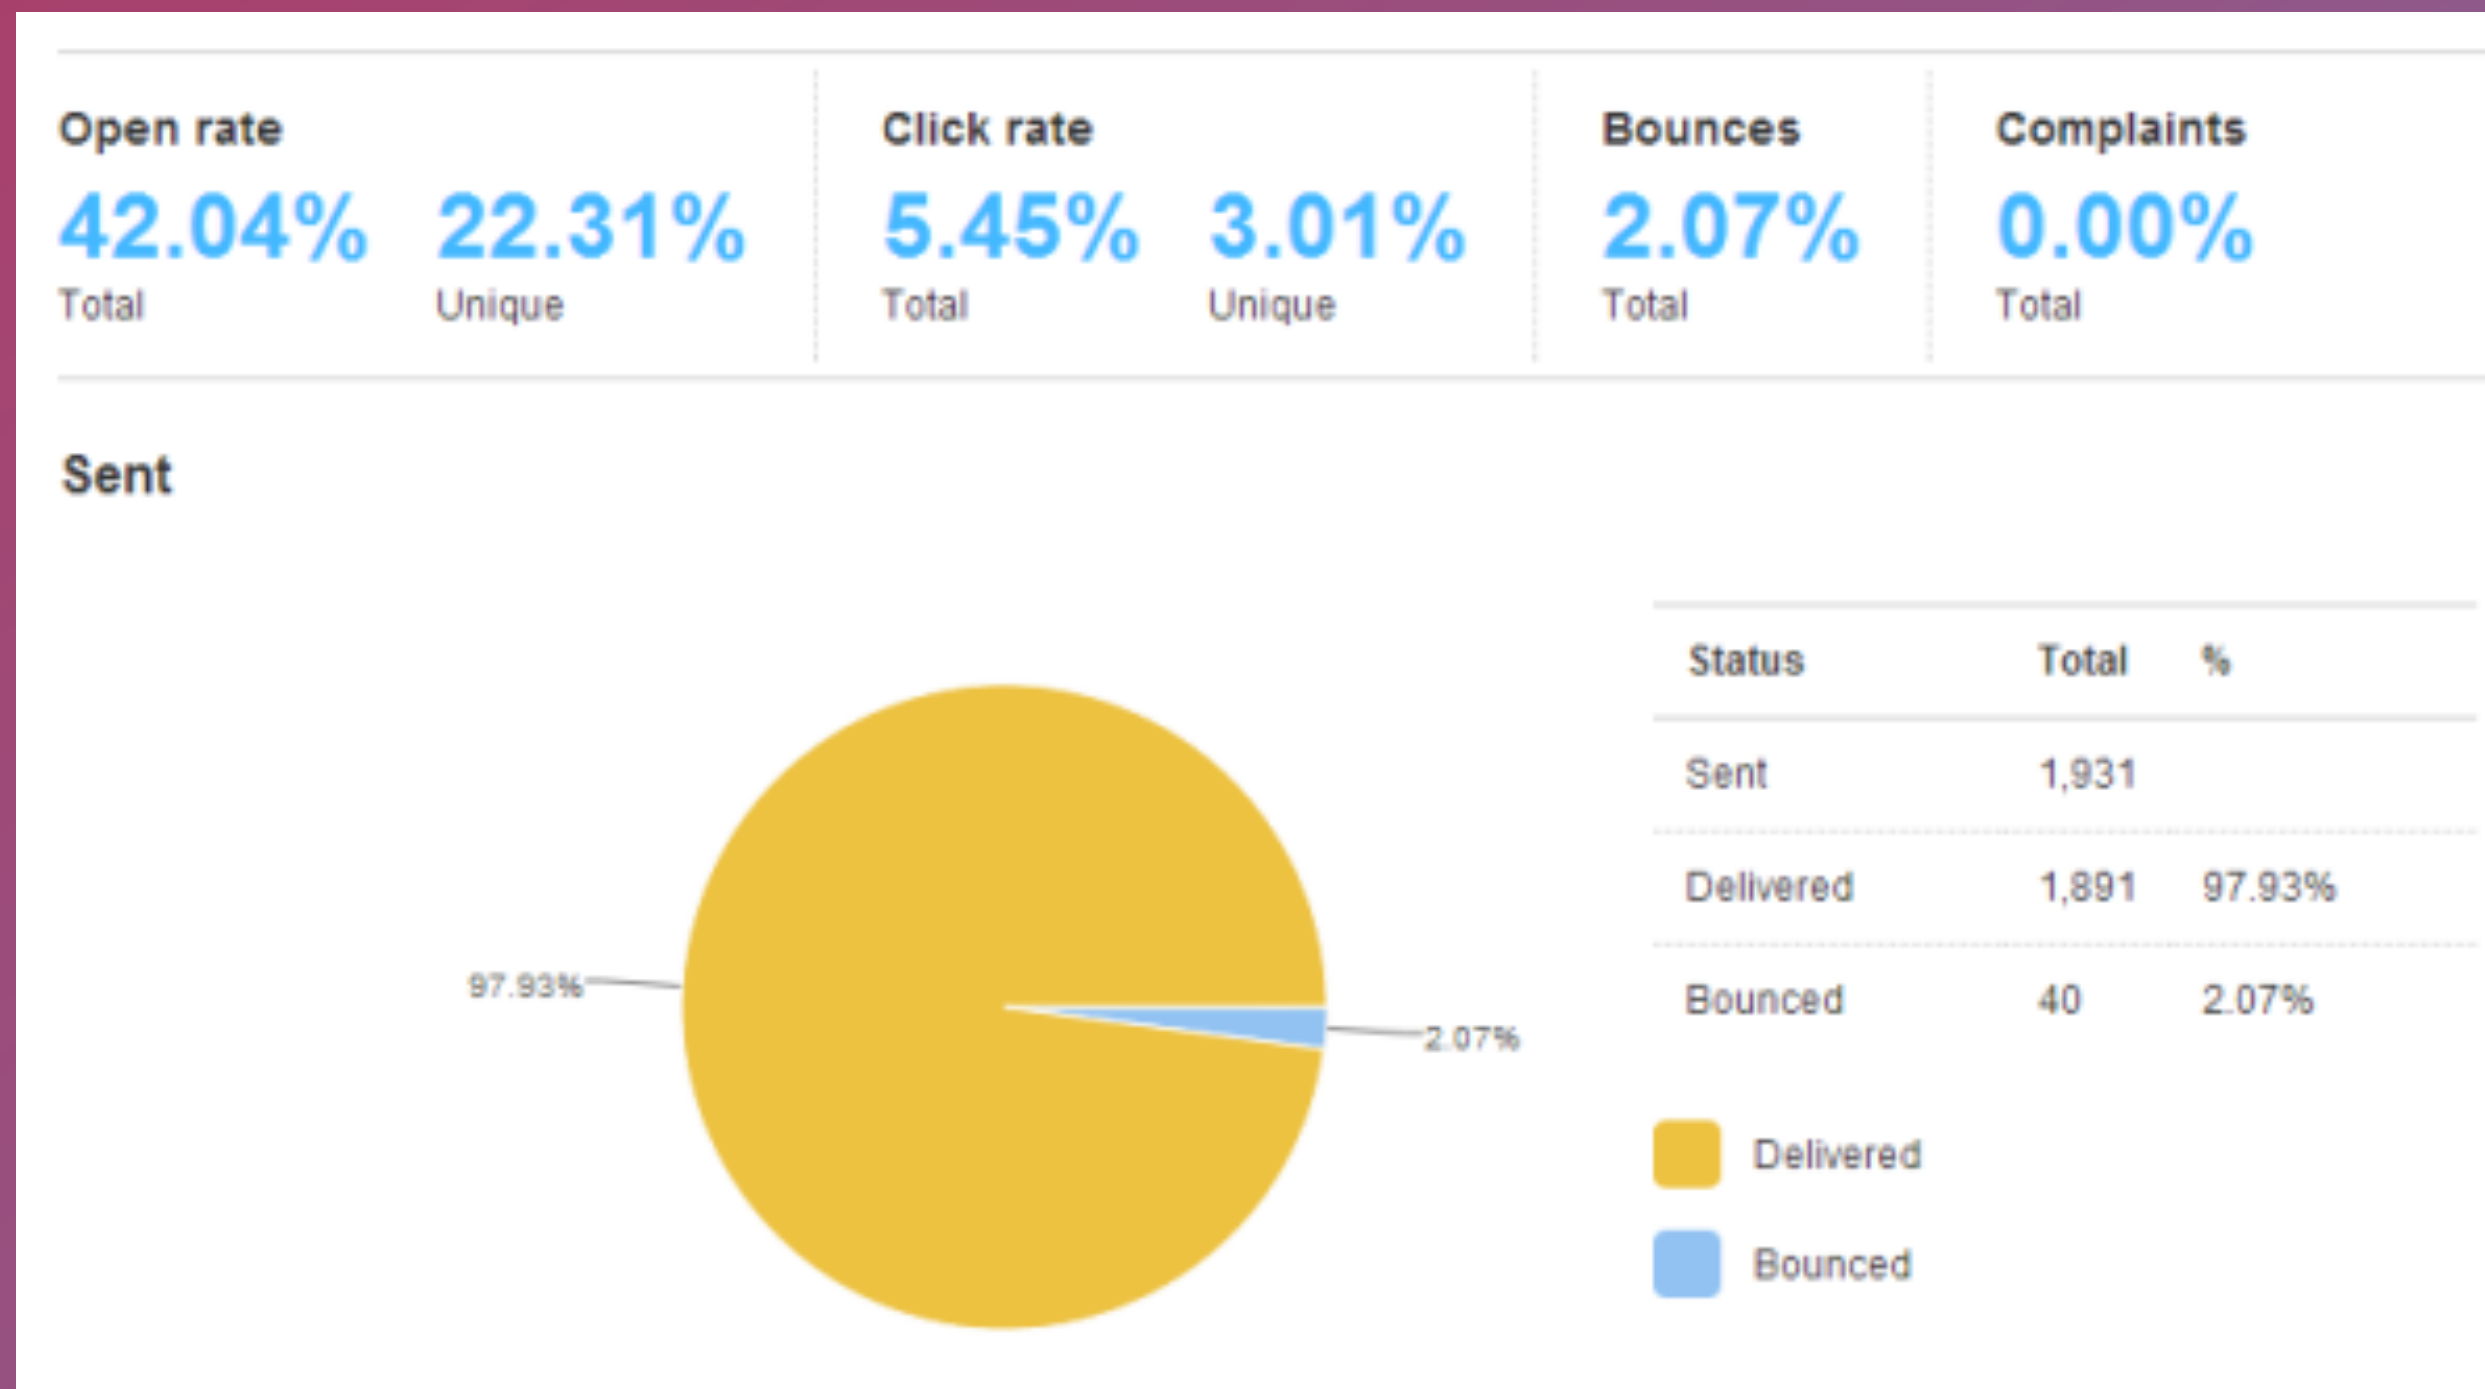 Open rate Click rate Bounces Complaints
42.04% 22.31% 5.45% 3.01% 2.07% 0.00%
Total Unique Total Unique Total Total
Sent
Status Total %
Sent 1,931
Delivered 1,891 97.93%
97.93%
Bounced 40 2.07%
2.07%
Delivered
Bounced